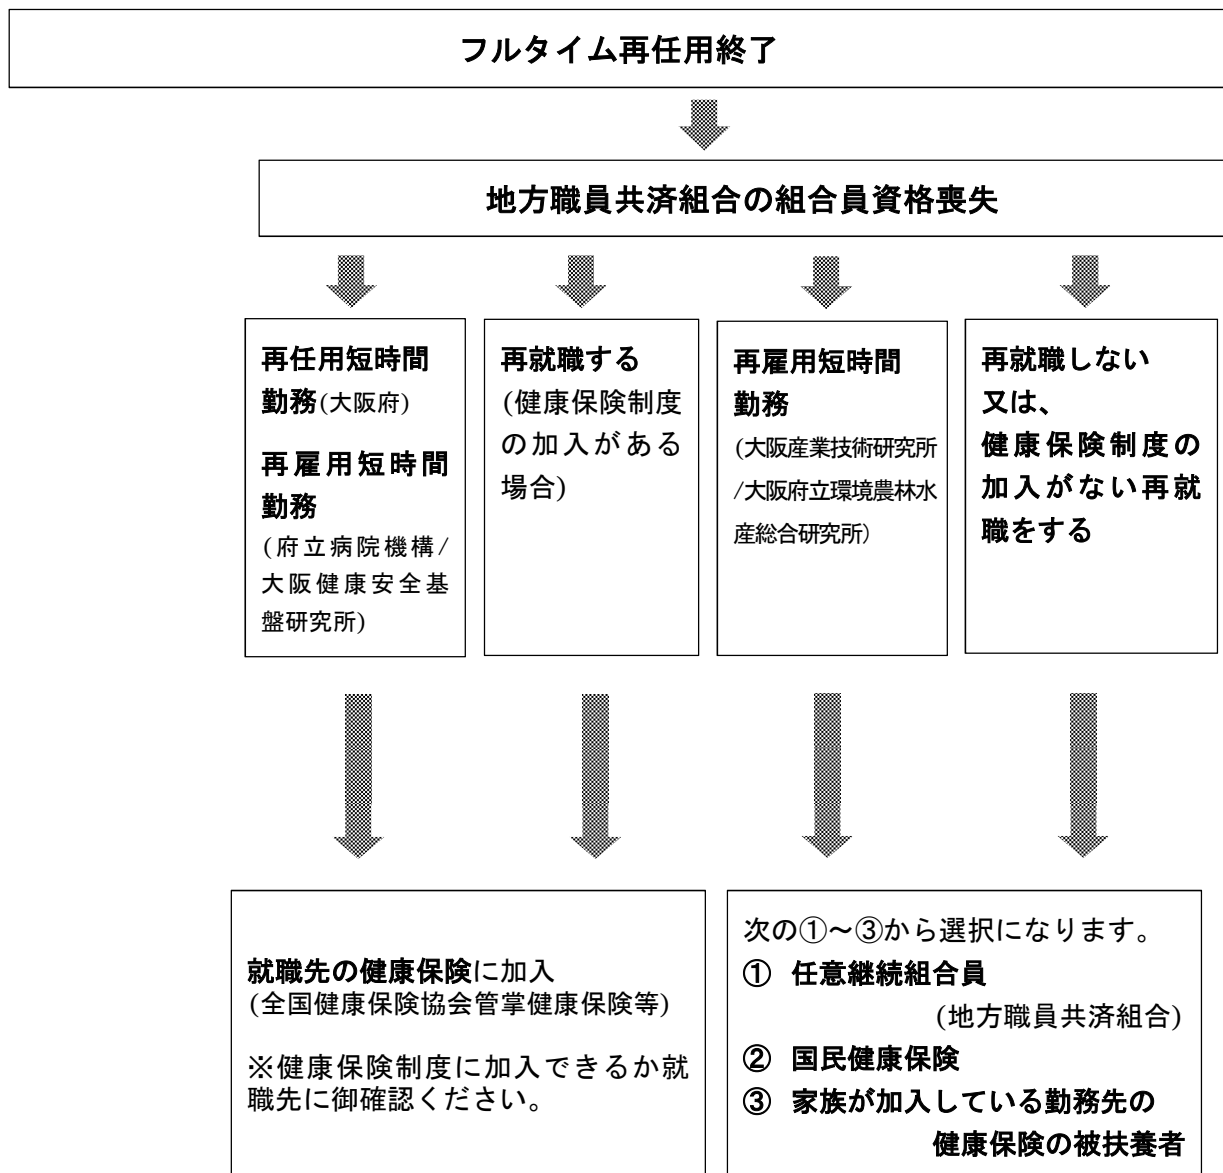 フルタイム再任用終了
地方職員共済組合の組合員資格喪失
再任用短時間
勤務(大阪府)
再雇用短時間
勤務
(府立病院機構/
大阪健康安全基
盤研究所)
再就職する
(健康保険制度
の加入がある
場合)
再雇用短時間
勤務
(大阪産業技術研究所
/大阪府立環境農林水
産総合研究所)
再就職しない
又は、
健康保険制度の
加入がない再就
職をする
就職先の健康保険に加入
(全国健康保険協会管掌健康保険等)
※健康保険制度に加入できるか就
職先に御確認ください。
次の①～③から選択になります。
① 任意継続組合員
(地方職員共済組合)
② 国民健康保険
③ 家族が加入している勤務先の
健康保険の被扶養者